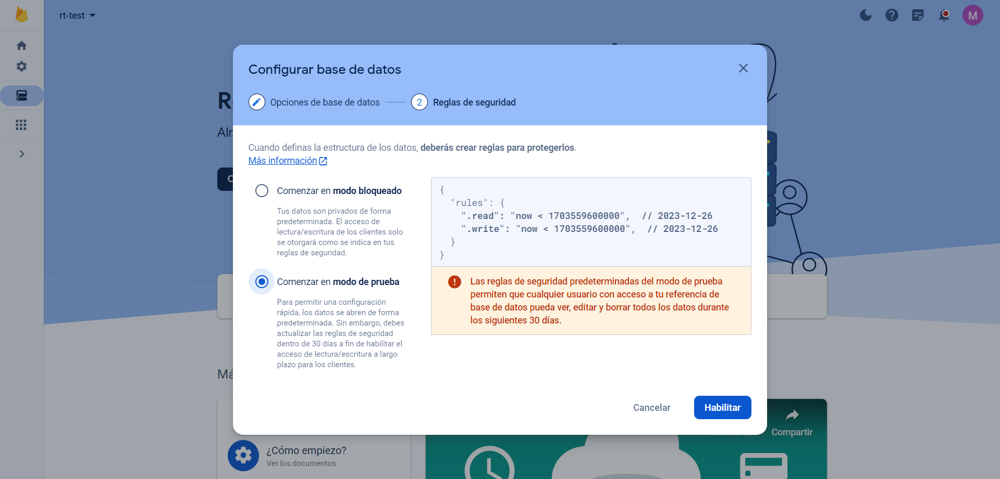 rt-test
M
Configurar base de datos
Opciones de base de datos
2 Reglas de seguridad
Cuando definas la estructura de los datos, deberás crear reglas para protegerlos.
Más información
Comenzar en modo bloqueado
Tus datos son privados de forma
predeterminada. El acceso de
lectura/escritura de los clientes solo
se otorgará como se indica en tus
reglas de seguridad.
Comenzar en modo de prueba
Para permitir una configuración
rápida, los datos se abren de forma
predeterminada. Sin embargo, debes
actualizar las reglas de seguridad
dentro de 30 días a fin de habilitar el
acceso de lectura/escritura a largo
plazo para los clientes.
{
"rules": {
".read": "now < 1703559600000", // 2023-12-26
".write": "now < 1703559600000", // 2023-12-26
}
}
Las reglas de seguridad predeterminadas del modo de prueba
permiten que cualquier usuario con acceso a tu referencia de
base de datos pueda ver, editar y borrar todos los datos durante
los siguientes 30 días.
Cancelar
Habilitar
Compartir
¿Cómo empiezo?
Ver los documentos